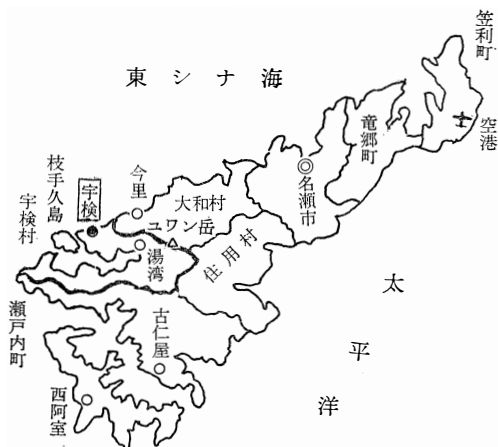 笠利町
東シナ海
空港
竜郷町
枝手久島
宇検
今里
大和村
名瀬市
宇検村
ユワン岳
湯湾
住用村
太平洋
瀬戸内町
古仁屋
西阿室